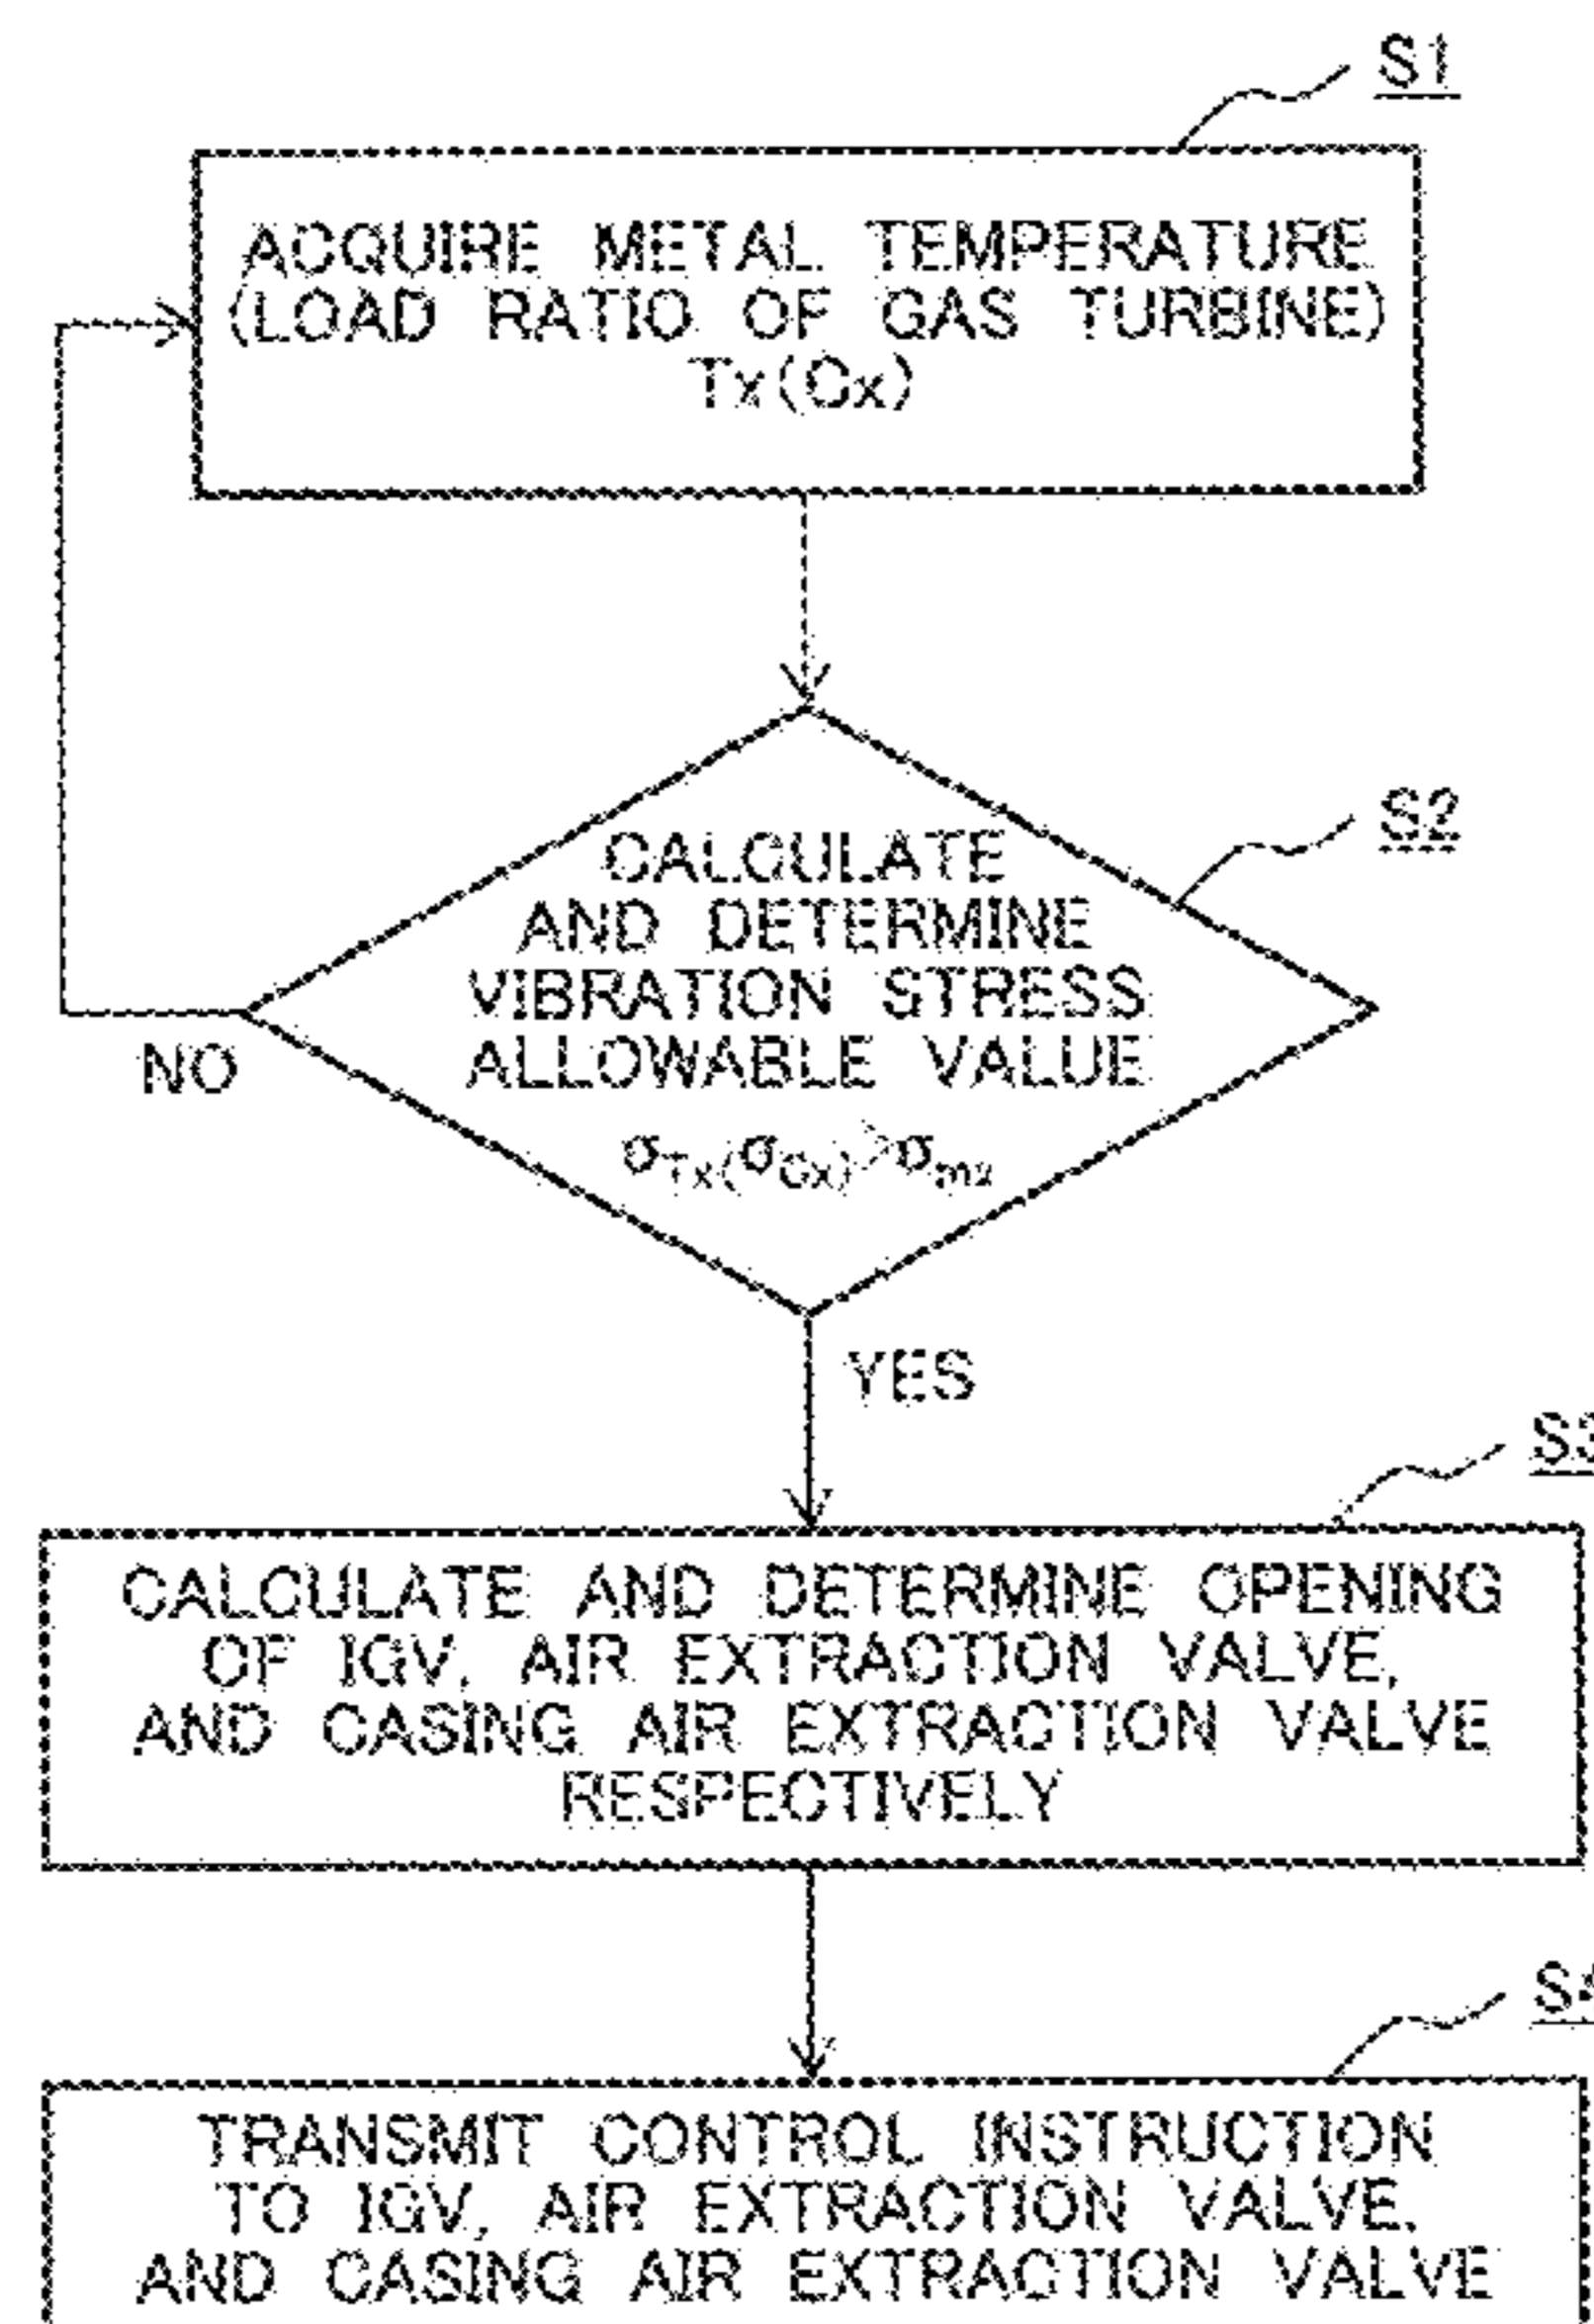 S1
ACQUIRE METAL TEMPERATURE
(LOAD RATIO OF GAS TURBINE)
Tx(Cx)
S2
CALCULATE
AND DETERMINE
VIBRATION STRESS
ALLOWABLE VALUE
σTx(σCx)>σmx
NO
YES
S3
CALCULATE AND DETERMINE OPENING
OF IGV, AIR EXTRACTION VALVE,
AND CASING AIR EXTRACTION VALVE
RESPECTIVELY
S4
TRANSMIT CONTROL INSTRUCTION
TO IGV, AIR EXTRACTION VALVE,
AND CASING AIR EXTRACTION VALVE